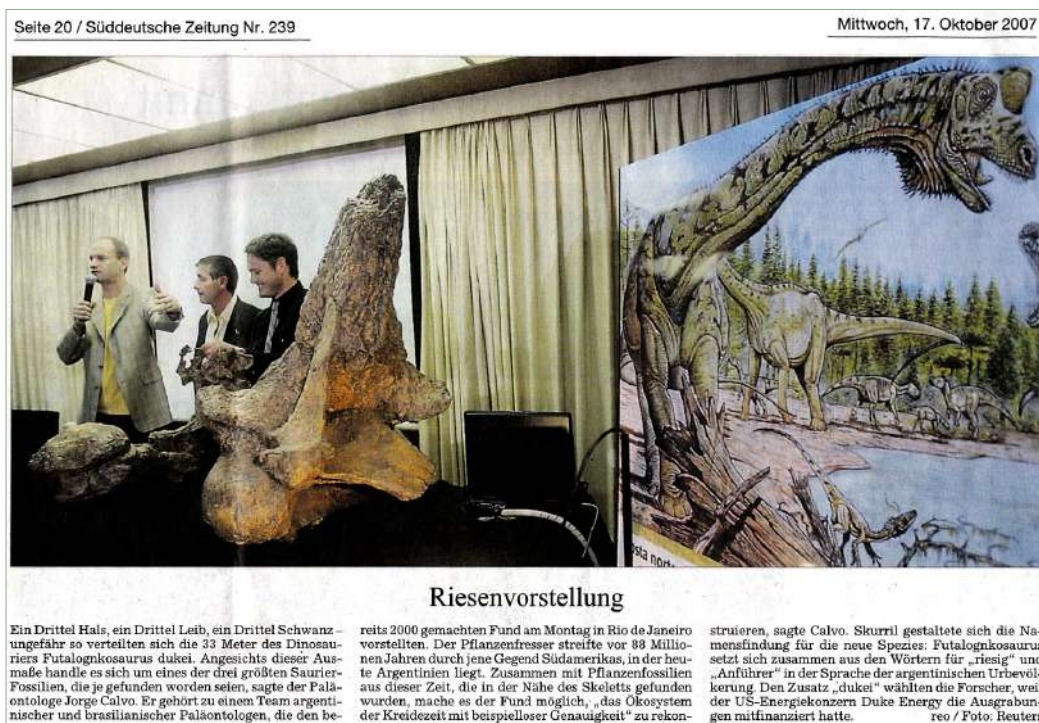 Seite 20 / Süddeutsche Zeitung Nr. 239
Mittwoch, 17. Oktober 2007
osta nort
Riesenvorstellung
Ein Drittel Hals, ein Drittel Leib, ein Drittel Schwanz –
ungefähr so verteilten sich die 33 Meter des Dinosau-
riers Futalognkosaurus dukei. Angesichts dieser Aus-
maße handle es sich um eines der drei größten Saurier-
Fossilien, die je gefunden worden seien, sagte der Palä-
ontologe Jorge Calvo. Er gehört zu einem Team argenti-
nischer und brasilianischer Paläontologen, die den be-
reits 2000 gemachten Fund am Montag in Rio de Janeiro
vorstellten. Der Pflanzenfresser streifte vor 88 Millio-
nen Jahren durch jene Gegend Südamerikas, in der heu-
te Argentinien liegt. Zusammen mit Pflanzenfossilien
aus dieser Zeit, die in der Nähe des Skeletts gefunden
wurden, mache es der Fund möglich, „das Ökosystem
der Kreidezeit mit beispielloser Genauigkeit“ zu rekon-
struieren, sagte Calvo. Skurril gestaltete sich die Na-
mensfindung für die neue Spezies: Futalognkosaurus
setzt sich zusammen aus den Wörtern für „riesig“ und
„Anführer“ in der Sprache der argentinischen Urbevöl-
kerung. Den Zusatz „dukei“ wählten die Forscher, weil
der US-Energiekonzern Duke Energy die Ausgrabun-
gen mitfinanziert hatte. reo / Foto: Reuters